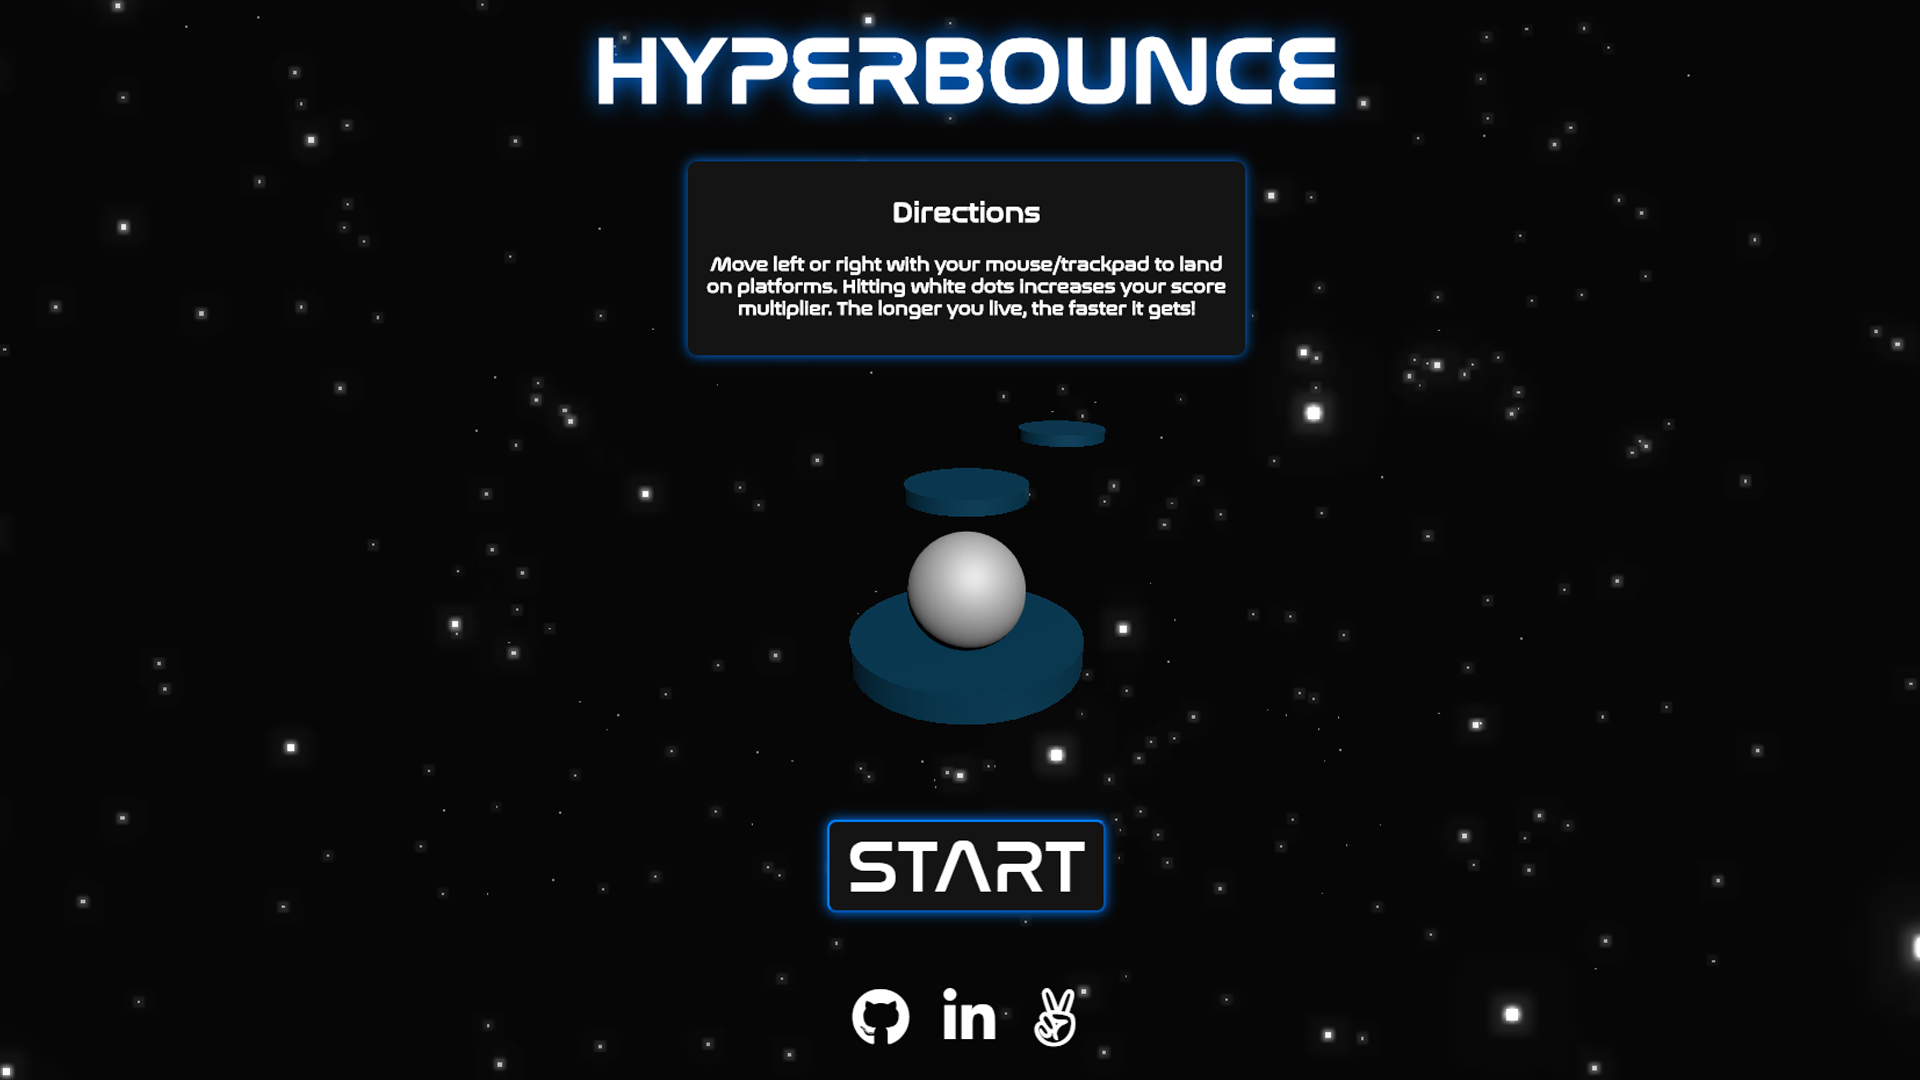 HYPERBOUNCE
Directions
Move left or right with your mouse/trackpad to land
on platforms. Hitting white dots increases your score
multiplier. The longer you live, the faster it gets!
START
in